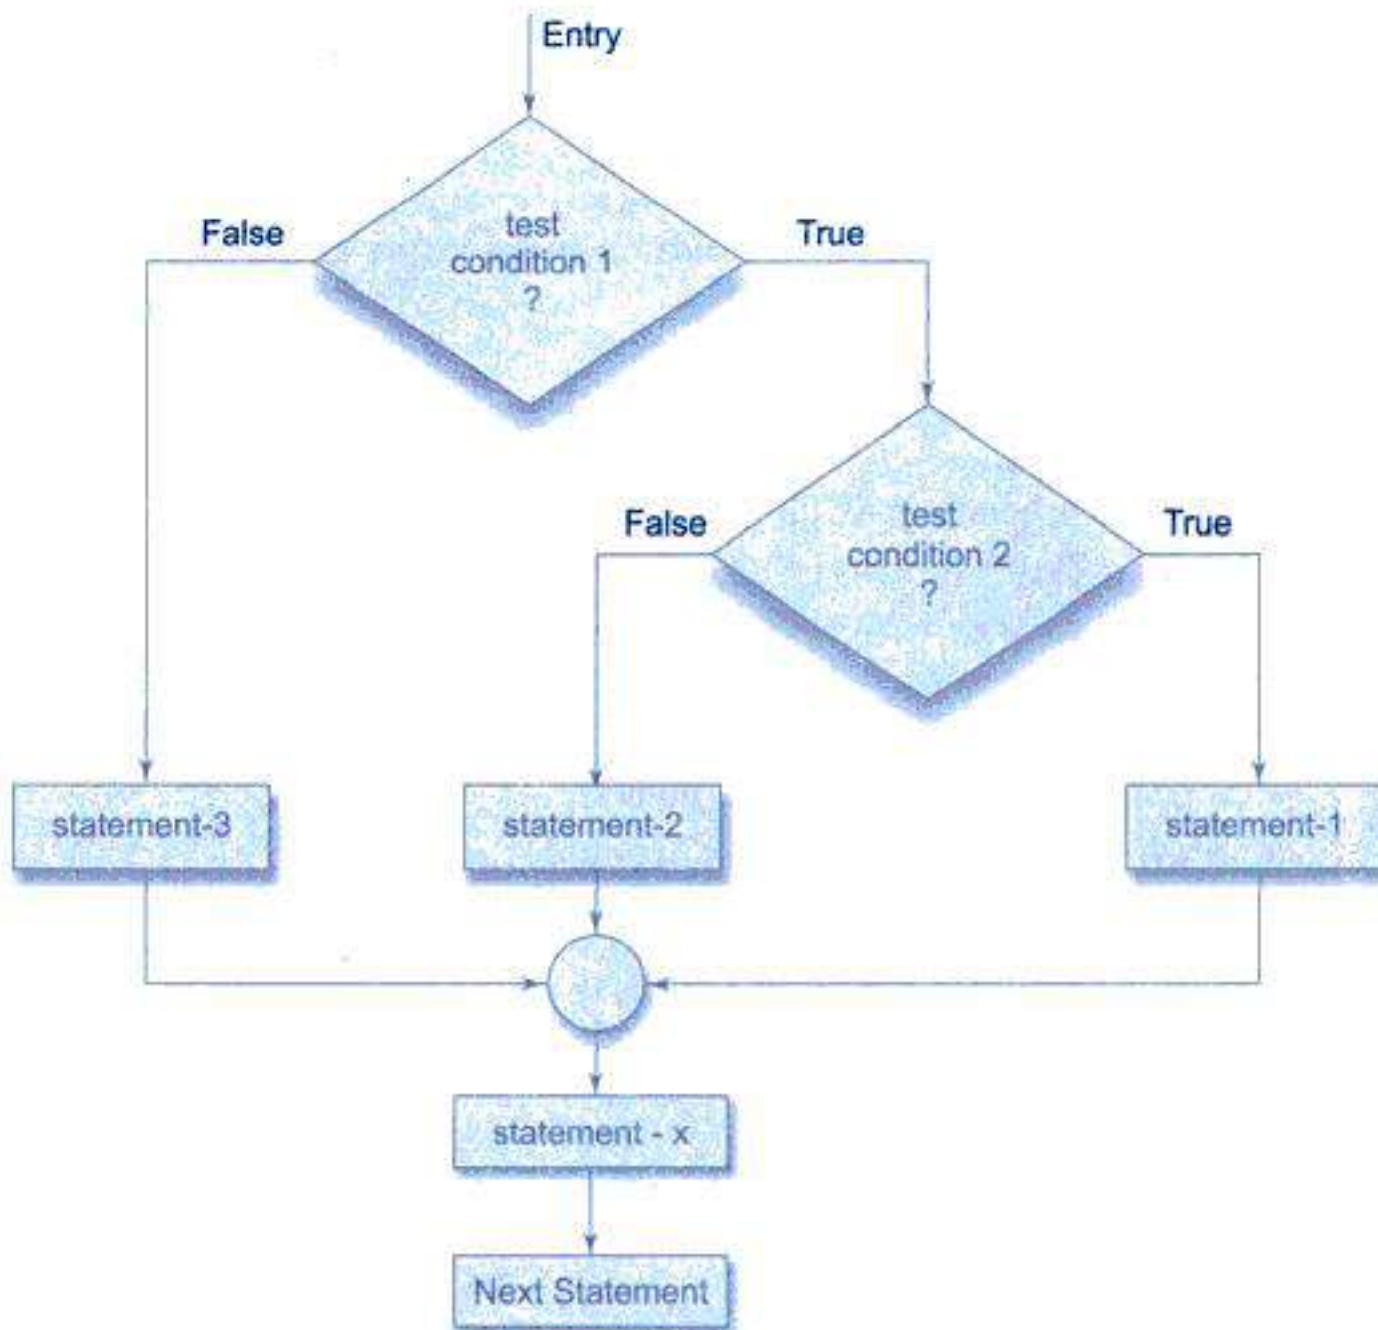 Entry
test
condition 1
?
False
True
test
condition 2
?
False
True
statement-3
statement-2
statement-1
statement - x
Next Statement